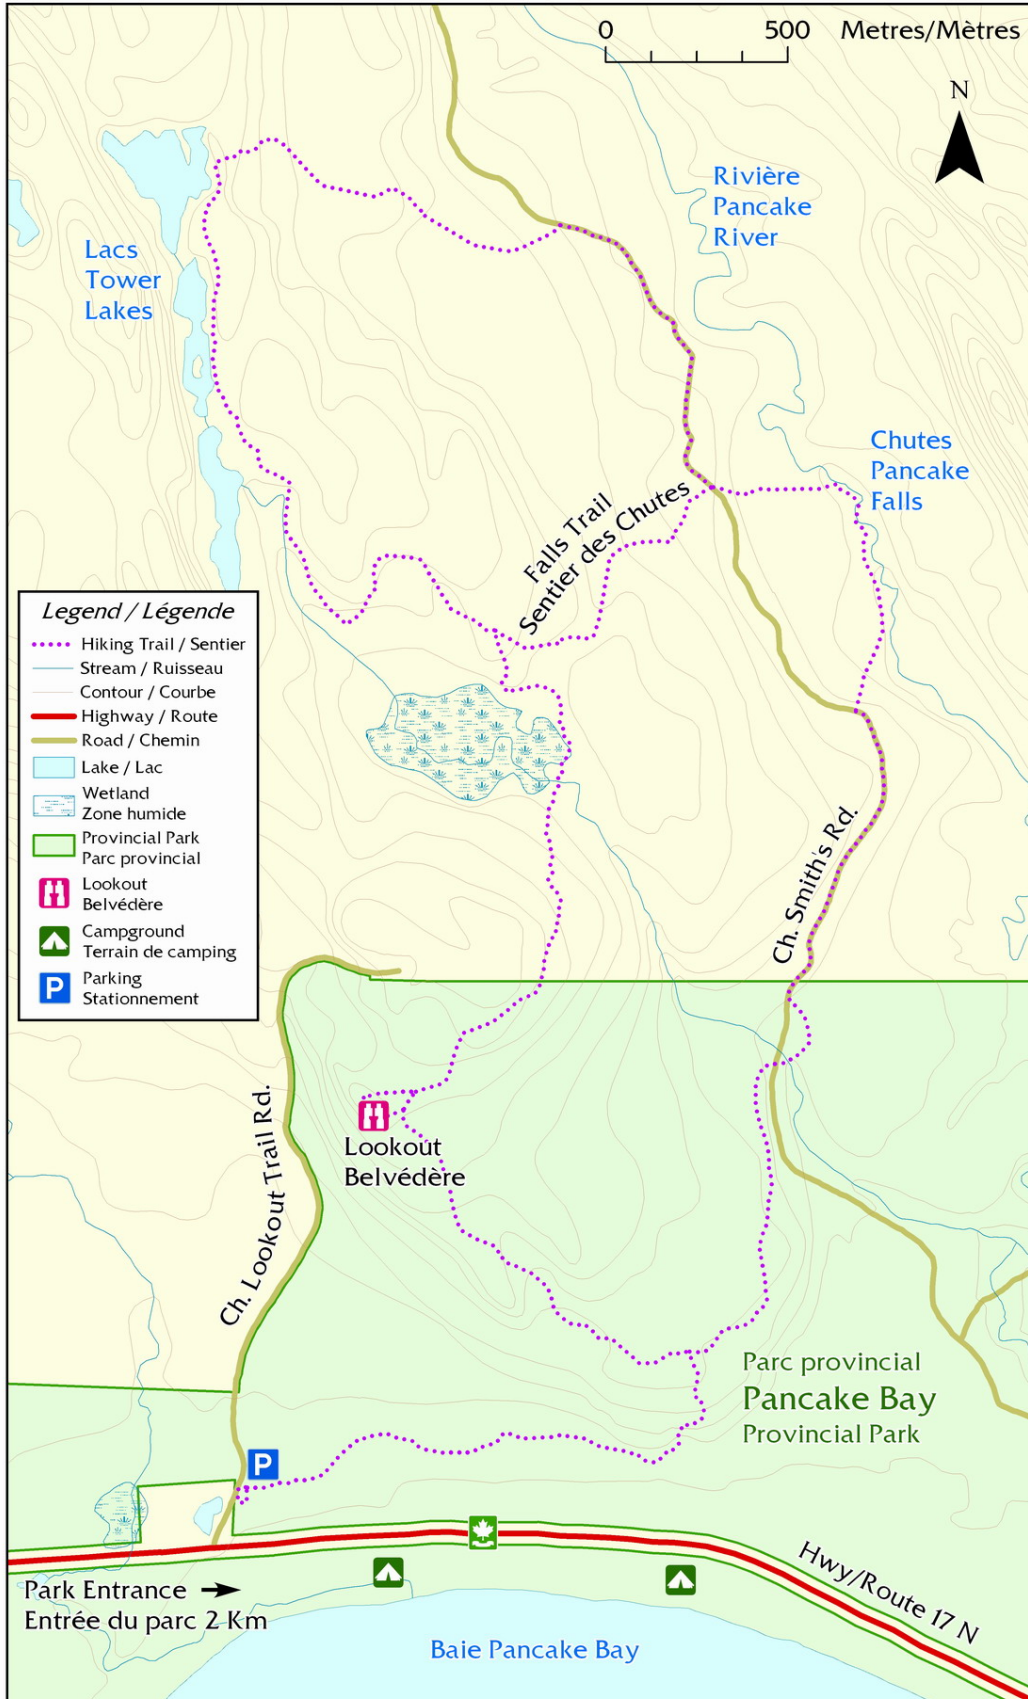 0 500 Metres/Mètres
N
Rivière
Pancake
River
Lacs
Tower
Lakes
Chutes
Pancake
Falls
Falls Trail
Sentier des Chutes
Legend / Légende
Hiking Trail / Sentier
Stream / Ruisseau
Contour / Courbe
Highway / Route
Road / Chemin
Lake / Lac
Wetland
Zone humide
Provincial Park
Parc provincial
Lookout
Belvédère
Campground
Terrain de camping
P
Parking
Stationnement
Ch. Smith's Rd.
Ch. Lookout Trail Rd.
Lookout
Belvédère
Parc provincial
Pancake Bay
Provincial Park
P
Hwy/Route 17 N
Park Entrance
Entrée du parc 2 Km
Baie Pancake Bay